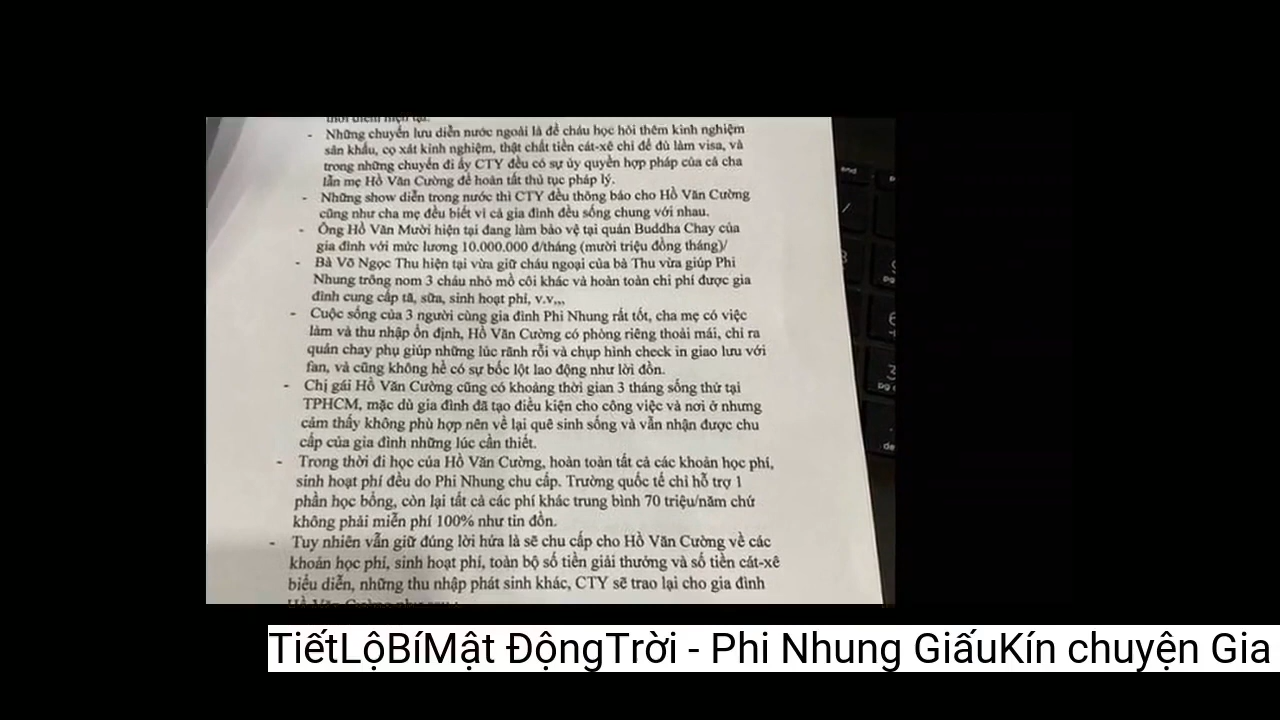 thời điểm hiện tại.
- Những chuyến lưu diễn nước ngoài là để cháu học hỏi thêm kinh nghiệm
sân khấu, cọ xát kinh nghiệm, thật chất tiền cát-xê chỉ để đủ làm visa, và
trong những chuyến đi ấy CTY đều có sự ủy quyền hợp pháp của cả cha
lẫn mẹ Hồ Văn Cường để hoàn tất thủ tục pháp lý.
- Những show diễn trong nước thì CTY đều thông báo cho Hồ Văn Cường
cũng như cha mẹ đều biết vì cả gia đình đều sống chung với nhau.
- Ông Hồ Văn Mười hiện tại đang làm bảo vệ tại quán Buddha Chay của
gia đình với mức lương 10.000.000 đ/tháng (mười triệu đồng tháng)/
- Bà Võ Ngọc Thu hiện tại vừa giữ cháu ngoại của bà Thu vừa giúp Phi
Nhung trông nom 3 cháu nhỏ mồ côi khác và hoàn toàn chi phí được gia
đình cung cấp tã, sữa, sinh hoạt phí, v.v,,,
- Cuộc sống của 3 người cùng gia đình Phi Nhung rất tốt, cha mẹ có việc
làm và thu nhập ổn định, Hồ Văn Cường có phòng riêng thoải mái, chỉ ra
quán chay phụ giúp những lúc rãnh rỗi và chụp hình check in giao lưu với
fan, và cũng không hề có sự bóc lột lao động như lời đồn.
- Chị gái Hồ Văn Cường cũng có khoảng thời gian 3 tháng sống thử tại
TPHCM, mặc dù gia đình đã tạo điều kiện cho công việc và nơi ở nhưng
cảm thấy không phù hợp nên về lại quê sinh sống và vẫn nhận được chu
cấp của gia đình những lúc cần thiết.
- Trong thời đi học của Hồ Văn Cường, hoàn toàn tất cả các khoản học phí,
sinh hoạt phí đều do Phi Nhung chu cấp. Trường quốc tế chỉ hỗ trợ 1
phần học bổng, còn lại tất cả các phí khác trung bình 70 triệu/năm chứ
không phải miễn phí 100% như tin đồn.
- Tuy nhiên vẫn giữ đúng lời hứa là sẽ chu cấp cho Hồ Văn Cường về các
khoản học phí, sinh hoạt phí, toàn bộ số tiền giải thưởng và số tiền cát-xê
biểu diễn, những thu nhập phát sinh khác, CTY sẽ trao lại cho gia đình
Hồ Văn Cường như sau :
end
TiếtLộBíMật ĐộngTrời - Phi Nhung GiấuKín chuyện Gia